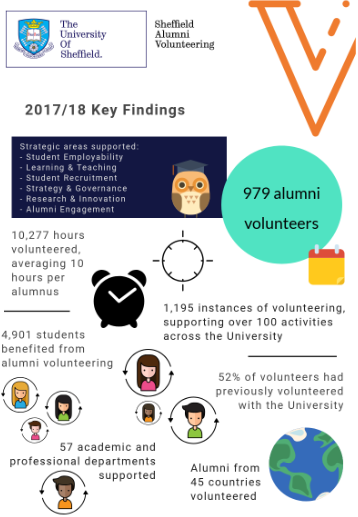 The
University
Of
Sheffield.
Sheffield
Alumni
Volunteering
2017/18 Key Findings
Strategic areas supported:
- Student Employability
- Learning & Teaching
- Student Recruitment
- Strategy & Governance
- Research & Innovation
- Alumni Engagement
979 alumni
volunteers
10,277 hours
volunteered,
averaging 10
hours per
alumnus
1,195 instances of volunteering,
supporting over 100 activities
across the University
4,901 students
benefited from
alumni volunteering
52% of volunteers had
previously volunteered
with the University
57 academic and
professional departments
supported
Alumni from
45 countries
volunteered